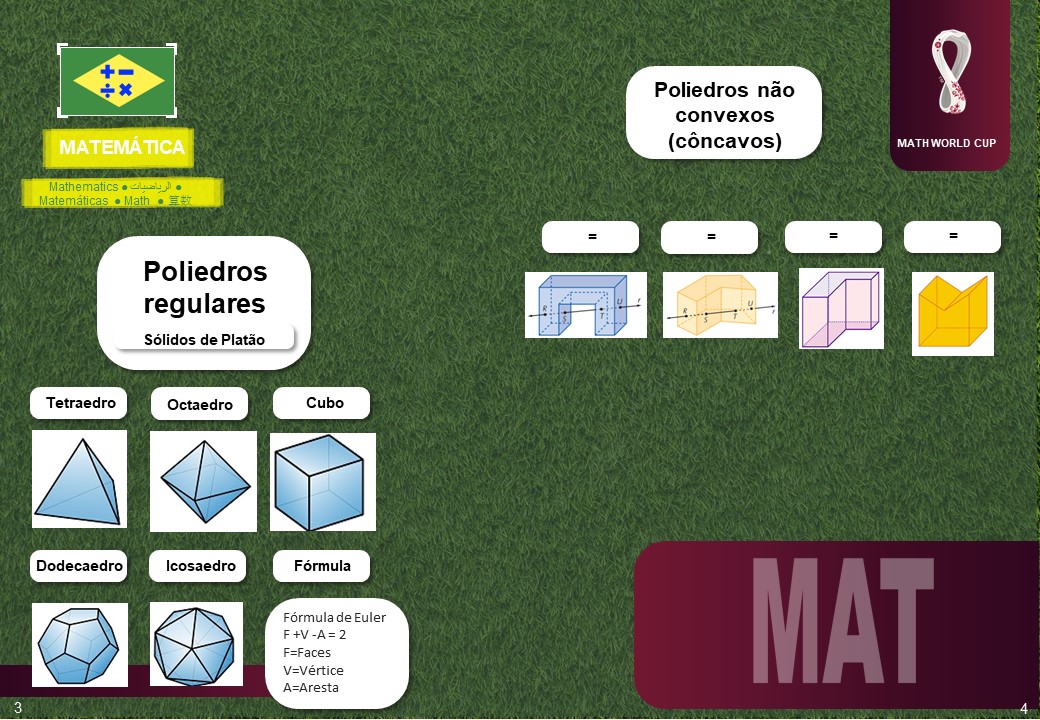 MATEMÁTICA
Mathematics ● الرياضيات ●
Matemáticas ● Math ● 算数
Poliedros
regulares
Sólidos de Platão
Tetraedro
Octaedro
Cubo
Dodecaedro
Icosaedro
Fórmula
Fórmula de Euler
F +V -A = 2
F=Faces
V=Vértice
A=Aresta
3
Poliedros não
convexos
(côncavos)
MATH WORLD CUP
=
=
=
=
R S T U r
R S T U r
MAT
4